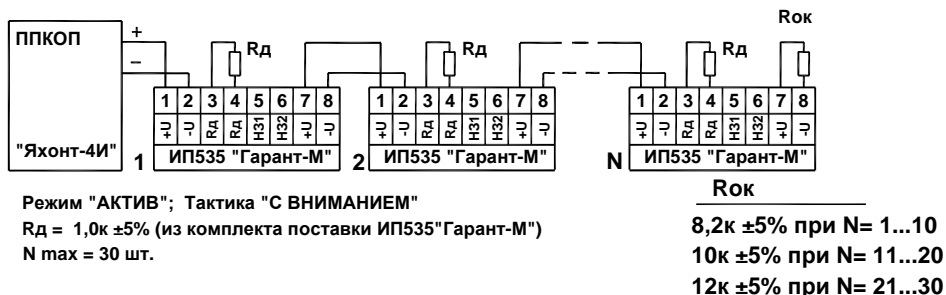 Rок
ППКОП
+
–
Rд
Rд
Rд
1 2 3 4 5 6 7 8
1 2 3 4 5 6 7 8
1 2 3 4 5 6 7 8
+U -U Rд Rд НЗ1 НЗ2 +U -U
+U -U Rд Rд НЗ1 НЗ2 +U -U
+U -U Rд Rд НЗ1 НЗ2 +U -U
"Яхонт-4И"
1 ИП535 "Гарант-М"
2 ИП535 "Гарант-М"
N ИП535 "Гарант-М"
Режим "АКТИВ"; Тактика "С ВНИМАНИЕМ"
Rд = 1,0к ±5% (из комплекта поставки ИП535"Гарант-М")
N max = 30 шт.
Rок
8,2к ±5% при N= 1...10
10к ±5% при N= 11...20
12к ±5% при N= 21...30